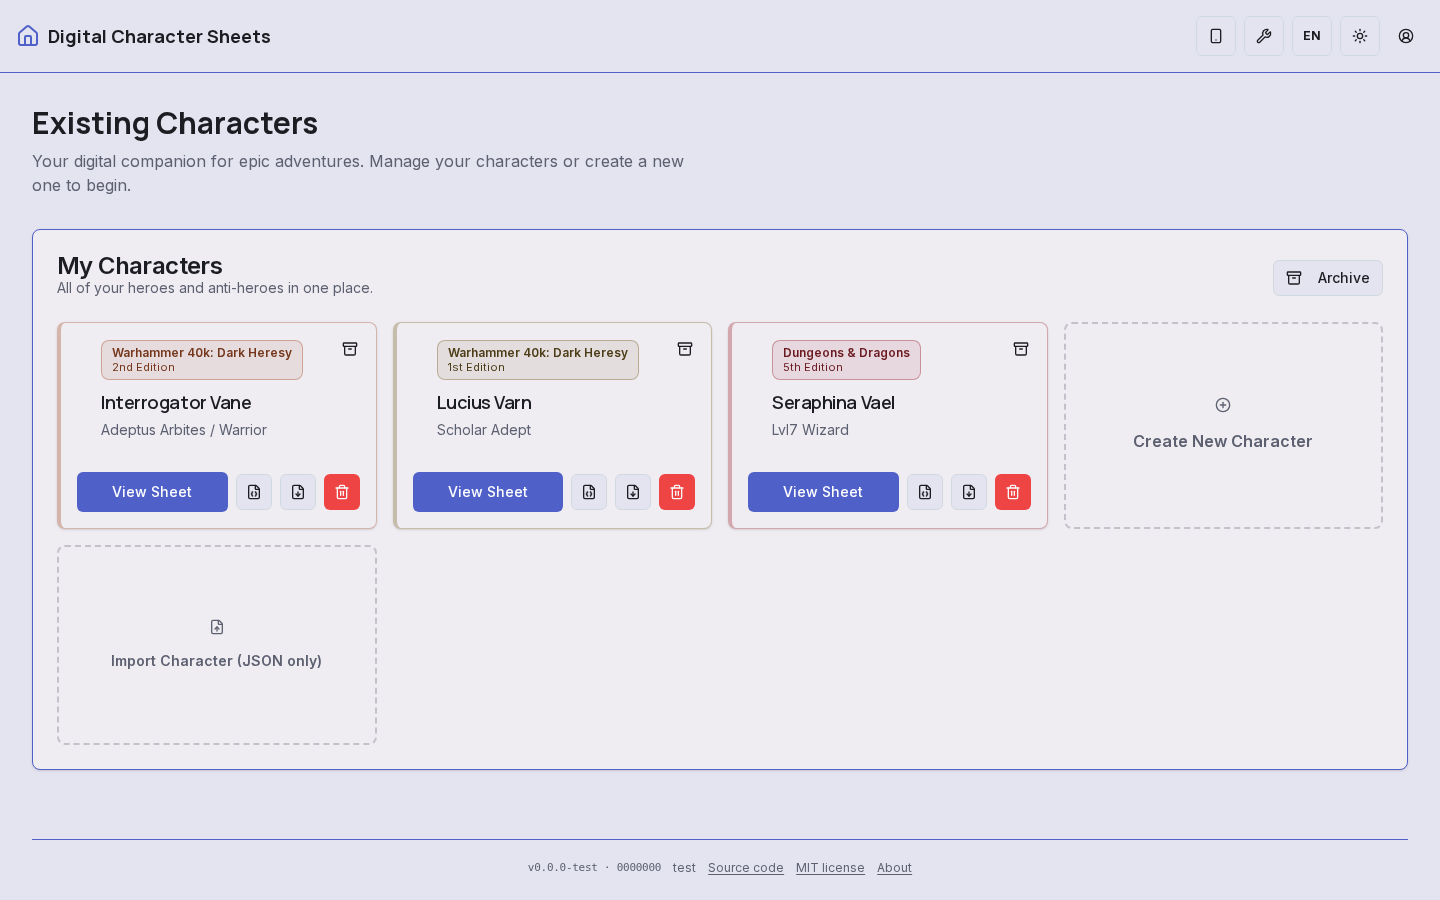 Digital Character Sheets
EN
Existing Characters
Your digital companion for epic adventures. Manage your characters or create a new
one to begin.
My Characters
All of your heroes and anti-heroes in one place.
Archive
Warhammer 40k: Dark Heresy
2nd Edition
Interrogator Vane
Adeptus Arbites / Warrior
View Sheet
Warhammer 40k: Dark Heresy
1st Edition
Lucius Varn
Scholar Adept
View Sheet
Dungeons & Dragons
5th Edition
Seraphina Vael
Lvl7 Wizard
View Sheet
Create New Character
Import Character (JSON only)
v0.0.0-test · 0000000 test Source code MIT license About